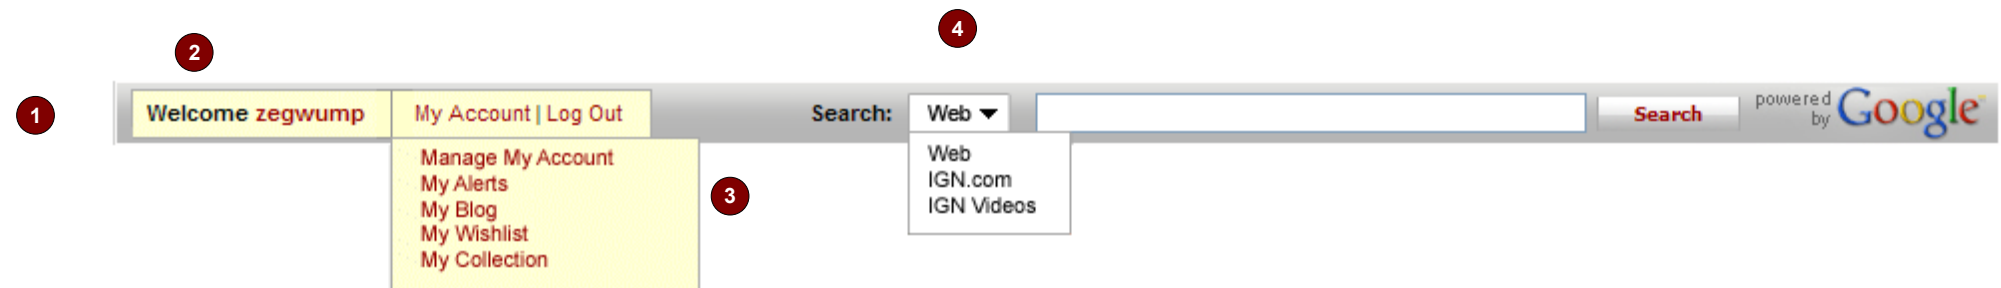 4
2
1
Welcome zegwump My Account | Log Out Search: Web Search powered by Google
Manage My Account
My Alerts
My Blog
My Wishlist
My Collection
3
Web
IGN.com
IGN Videos